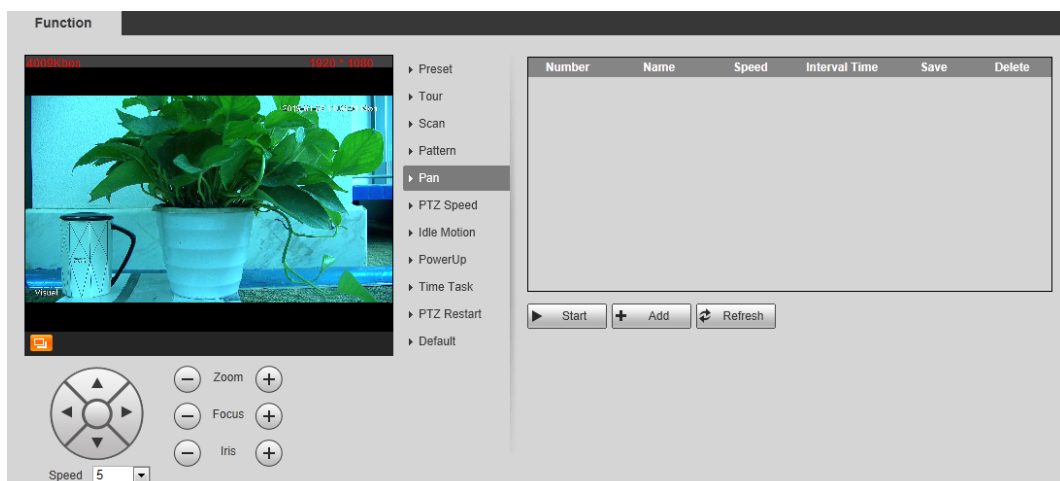 Function
4009Kbps 1920 * 1080
Visual
Preset
Tour
Scan
Pattern
Pan
PTZ Speed
Idle Motion
PowerUp
Time Task
PTZ Restart
Default
Number Name Speed Interval Time Save Delete
Start Add Refresh
Zoom
Focus
Iris
Speed 5